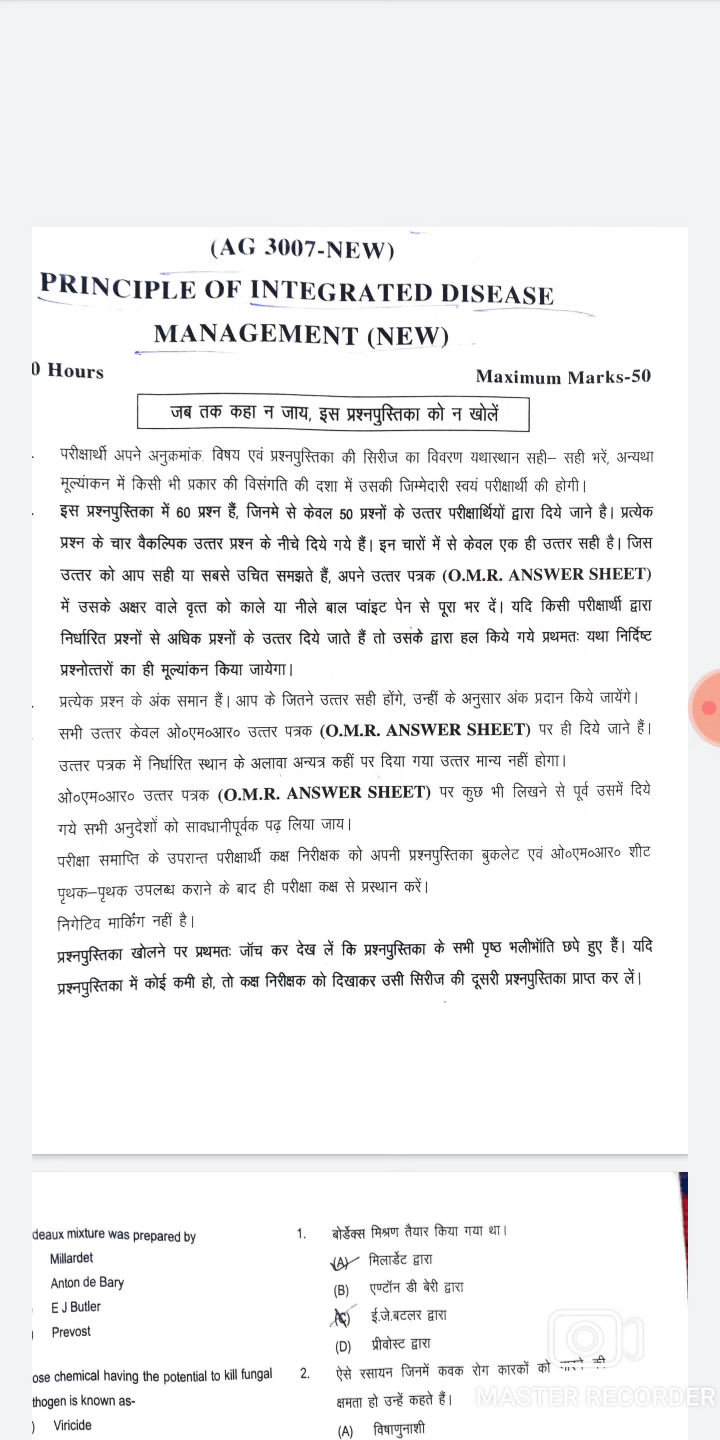 (AG 3007-NEW)
PRINCIPLE OF INTEGRATED DISEASE
MANAGEMENT (NEW)
0 Hours
Maximum Marks-50
जब तक कहा न जाय, इस प्रश्नपुस्तिका को न खोलें
परीक्षार्थी अपने अनुक्रमांक, विषय एवं प्रश्नपुस्तिका की सिरीज का विवरण यथास्थान सही– सही भरें, अन्यथा
मूल्यांकन में किसी भी प्रकार की विसंगति की दशा में उसकी जिम्मेदारी स्वयं परीक्षार्थी की होगी।
इस प्रश्नपुस्तिका में 60 प्रश्न हैं, जिनमे से केवल 50 प्रश्नों के उत्तर परीक्षार्थियों द्वारा दिये जाने है। प्रत्येक
प्रश्न के चार वैकल्पिक उत्तर प्रश्न के नीचे दिये गये हैं। इन चारों में से केवल एक ही उत्तर सही है। जिस
उत्तर को आप सही या सबसे उचित समझते हैं, अपने उत्तर पत्रक (O.M.R. ANSWER SHEET)
में उसके अक्षर वाले वृत्त को काले या नीले बाल प्वांइट पेन से पूरा भर दें। यदि किसी परीक्षार्थी द्वारा
निर्धारित प्रश्नों से अधिक प्रश्नों के उत्तर दिये जाते हैं तो उसके द्वारा हल किये गये प्रथमतः यथा निर्दिष्ट
प्रश्नोत्तरों का ही मूल्यांकन किया जायेगा।
प्रत्येक प्रश्न के अंक समान हैं। आप के जितने उत्तर सही होंगे, उन्हीं के अनुसार अंक प्रदान किये जायेंगे।
सभी उत्तर केवल ओ०एम०आर० उत्तर पत्रक (O.M.R. ANSWER SHEET) पर ही दिये जाने हैं।
उत्तर पत्रक में निर्धारित स्थान के अलावा अन्यत्र कहीं पर दिया गया उत्तर मान्य नहीं होगा।
ओ०एम०आर० उत्तर पत्रक (O.M.R. ANSWER SHEET) पर कुछ भी लिखने से पूर्व उसमें दिये
गये सभी अनुदेशों को सावधानीपूर्वक पढ़ लिया जाय।
परीक्षा समाप्ति के उपरान्त परीक्षार्थी कक्ष निरीक्षक को अपनी प्रश्नपुस्तिका बुकलेट एवं ओ०एम०आर० शीट
पृथक–पृथक उपलब्ध कराने के बाद ही परीक्षा कक्ष से प्रस्थान करें।
निगेटिव मार्किंग नहीं है।
प्रश्नपुस्तिका खोलने पर प्रथमतः जॉच कर देख लें कि प्रश्नपुस्तिका के सभी पृष्ठ भलीभॉति छपे हुए हैं। यदि
प्रश्नपुस्तिका में कोई कमी हो, तो कक्ष निरीक्षक को दिखाकर उसी सिरीज की दूसरी प्रश्नपुस्तिका प्राप्त कर लें।
deaux mixture was prepared by
Millardet
Anton de Bary
E J Butler
Prevost
ose chemical having the potential to kill fungal
thogen is known as-
) Viricide
1. बोर्डेक्स मिश्रण तैयार किया गया था।
(A) मिलार्डेट द्वारा
(B) एण्टॉन डी बेरी द्वारा
(C) ई.जे.बटलर द्वारा
(D) प्रीवोस्ट द्वारा
2. ऐसे रसायन जिनमें कवक रोग कारकों को मारने की
क्षमता हो उन्हें कहते हैं।
(A) विषाणुनाशी
MASTER RECORDER